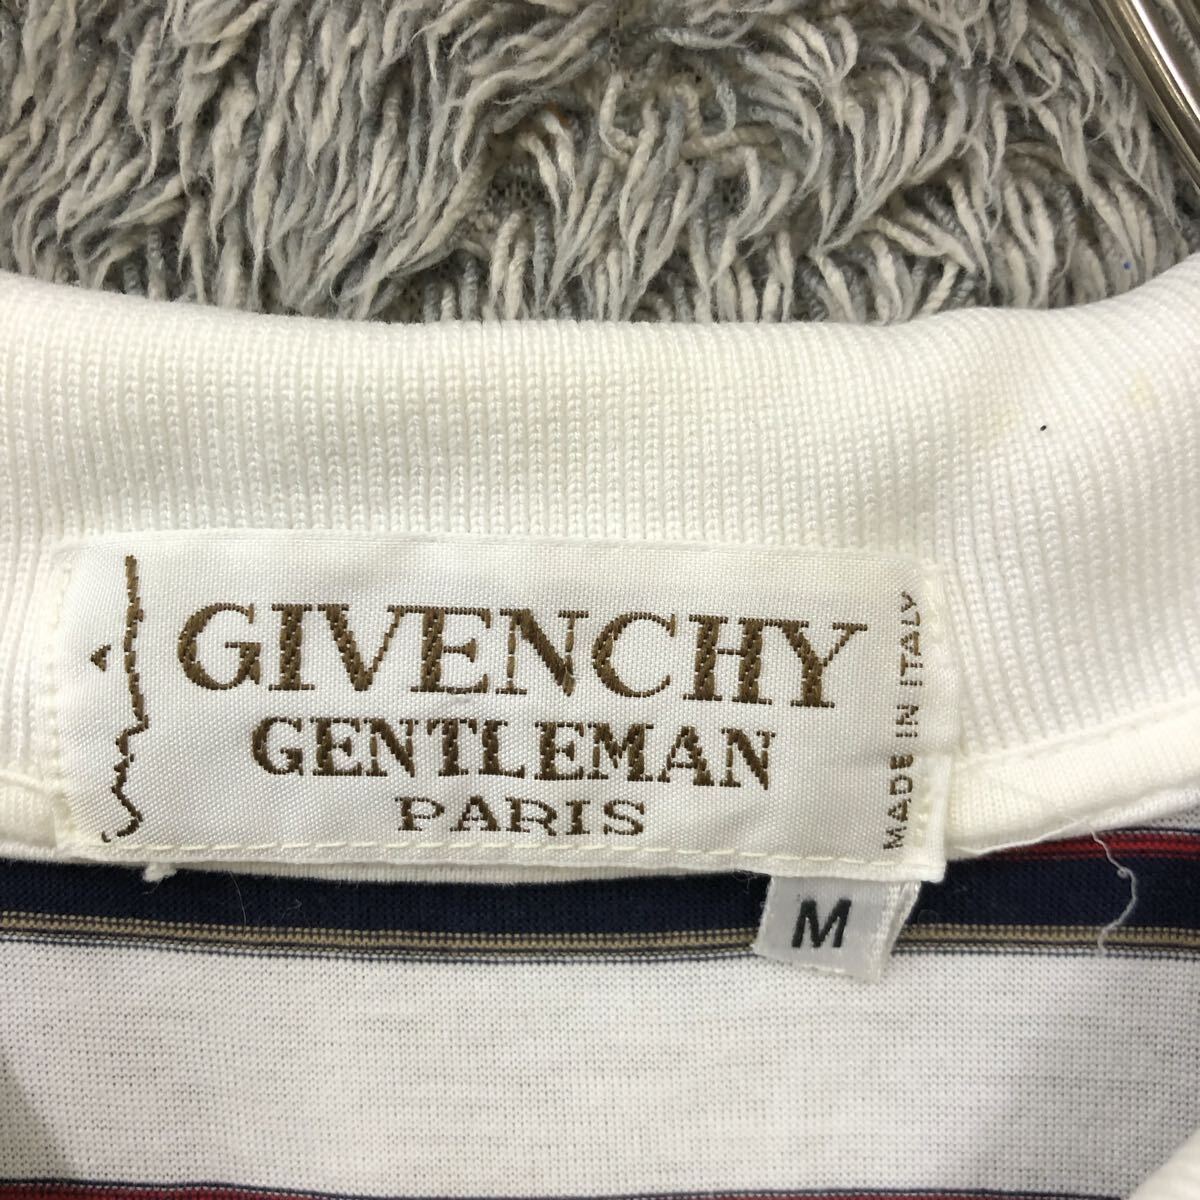 GIVENCHY
GENTLEMAN
PARIS
MADE IN ITALY
M